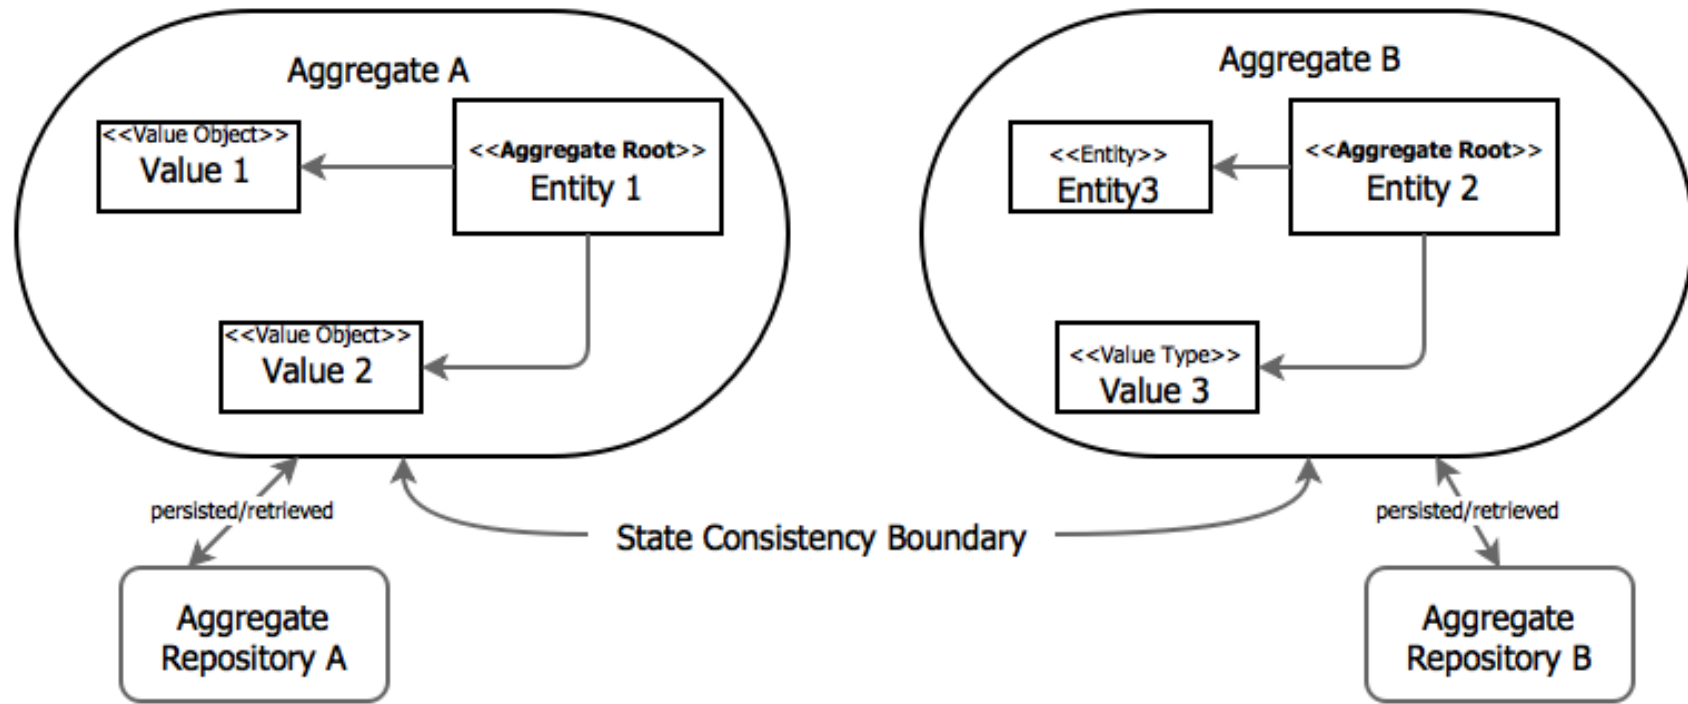 Aggregate A
<<Value Object>>
Value 1
<<Aggregate Root>>
Entity 1
<<Value Object>>
Value 2
Aggregate B
<<Entity>>
Entity3
<<Aggregate Root>>
Entity 2
<<Value Type>>
Value 3
persisted/retrieved
State Consistency Boundary
persisted/retrieved
Aggregate
Repository A
Aggregate
Repository B